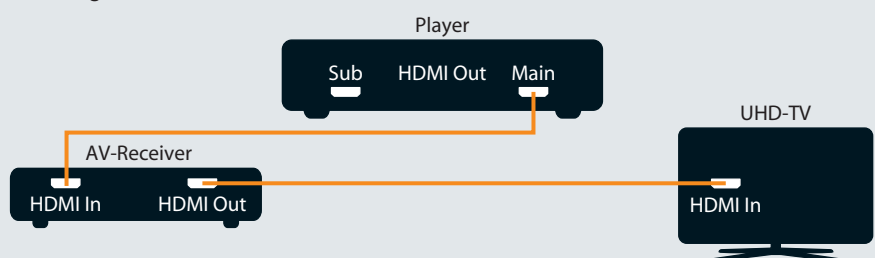 Player
Sub HDMI Out Main
UHD-TV
AV-Receiver
HDMI In HDMI Out
HDMI In